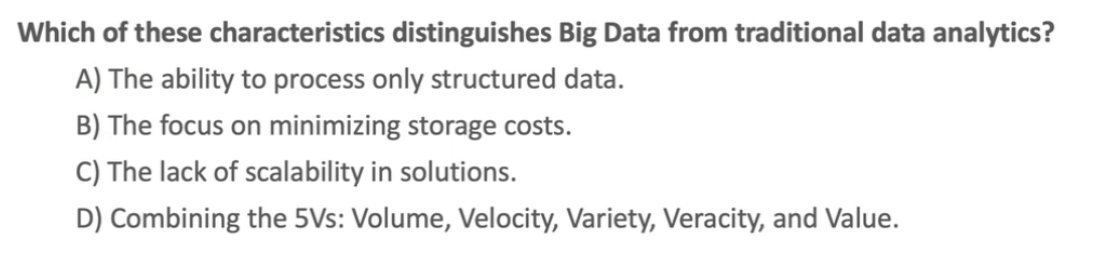 Which of these characteristics distinguishes Big Data from traditional data analytics?
A) The ability to process only structured data.
B) The focus on minimizing storage costs.
C) The lack of scalability in solutions.
D) Combining the 5Vs: Volume, Velocity, Variety, Veracity, and Value.